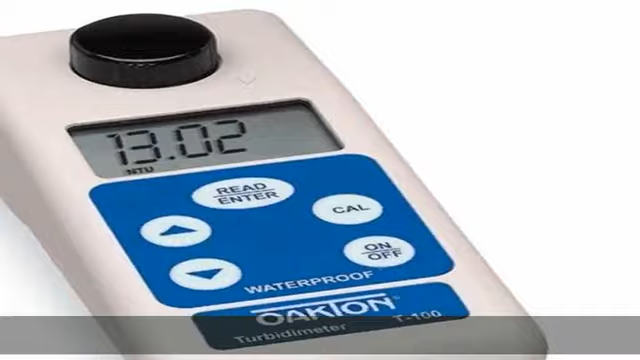 13.02
NTU
READ
ENTER
CAL
ON
OFF
WATERPROOF
OAKTON®
Turbidimeter T-100